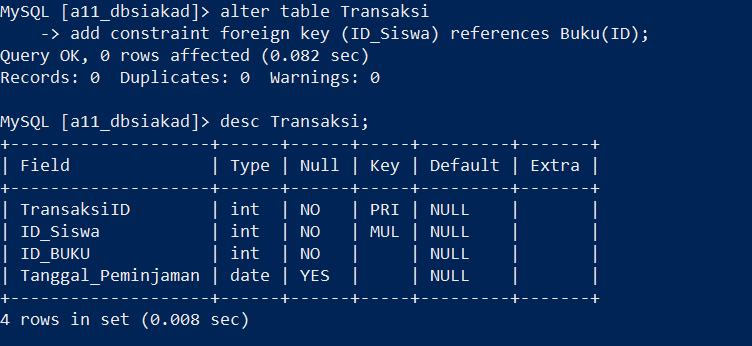 MySQL [a11_dbsiakad]> alter table Transaksi
    -> add constraint foreign key (ID_Siswa) references Buku(ID);
Query OK, 0 rows affected (0.082 sec)
Records: 0  Duplicates: 0  Warnings: 0

MySQL [a11_dbsiakad]> desc Transaksi;
+--------------------+------+------+-----+---------+-------+
| Field              | Type | Null | Key | Default | Extra |
+--------------------+------+------+-----+---------+-------+
| TransaksiID        | int  | NO   | PRI | NULL    |       |
| ID_Siswa           | int  | NO   | MUL | NULL    |       |
| ID_BUKU            | int  | NO   |     | NULL    |       |
| Tanggal_Peminjaman | date | YES  |     | NULL    |       |
+--------------------+------+------+-----+---------+-------+
4 rows in set (0.008 sec)